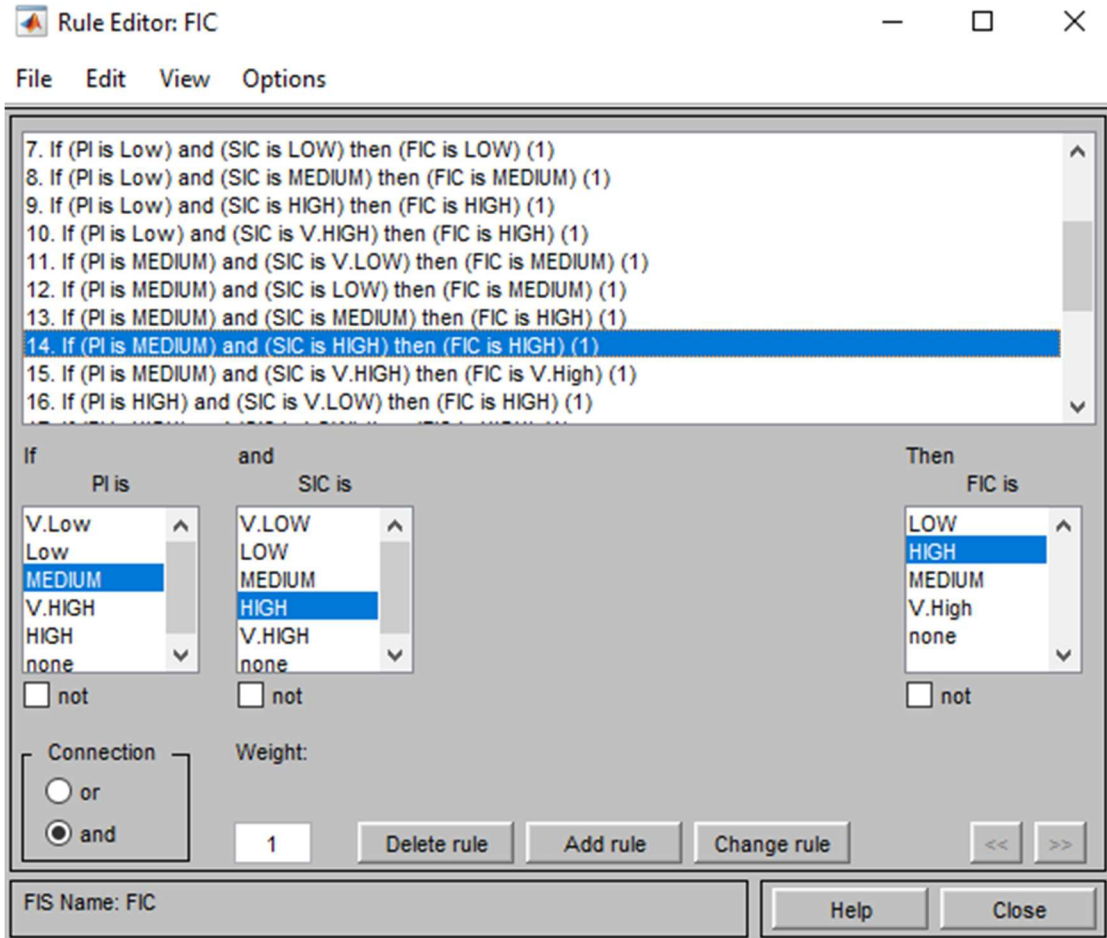 Rule Editor: FIC
File Edit View Options
7. If (PI is Low) and (SIC is LOW) then (FIC is LOW) (1)
8. If (PI is Low) and (SIC is MEDIUM) then (FIC is MEDIUM) (1)
9. If (PI is Low) and (SIC is HIGH) then (FIC is HIGH) (1)
10. If (PI is Low) and (SIC is V.HIGH) then (FIC is HIGH) (1)
11. If (PI is MEDIUM) and (SIC is V.LOW) then (FIC is MEDIUM) (1)
12. If (PI is MEDIUM) and (SIC is LOW) then (FIC is MEDIUM) (1)
13. If (PI is MEDIUM) and (SIC is MEDIUM) then (FIC is HIGH) (1)
14. If (PI is MEDIUM) and (SIC is HIGH) then (FIC is HIGH) (1)
15. If (PI is MEDIUM) and (SIC is V.HIGH) then (FIC is V.High) (1)
16. If (PI is HIGH) and (SIC is V.LOW) then (FIC is HIGH) (1)
If and Then
PI is SIC is FIC is
V.Low V.LOW LOW
Low LOW HIGH
MEDIUM MEDIUM MEDIUM
V.HIGH HIGH V.High
HIGH V.HIGH none
none none
not not not
Connection Weight:
or
and 1 Delete rule Add rule Change rule << >>
FIS Name: FIC Help Close